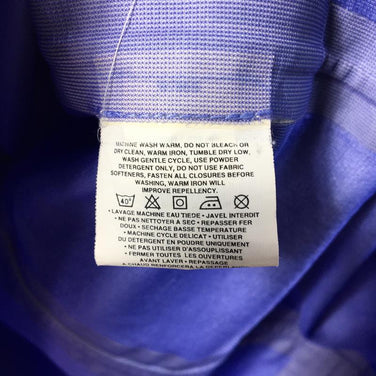 MACHINE WASH WARM, DO NOT BLEACH OR
DRY CLEAN, WARM IRON, TUMBLE DRY LOW,
WASH GENTLE CYCLE, USE POWDER
DETERGENT ONLY, DO NOT USE FABRIC
SOFTENERS, FASTEN ALL CLOSURES BEFORE
WASHING, WARM IRON WILL
IMPROVE REPELLENCY.
40°
• LAVAGE MACHINE EAU TIEDE • JAVEL INTERDIT
• NE PAS NETTOYER A SEC • REPASSER FER
DOUX • SECHAGE BASSE TEMPERATURE
• MACHINE CYCLE DELICAT • UTILISER
DU DETERGENT EN POUDRE UNIQUEMENT
• NE PAS UTILISER D'ASSOUPLISSANT
• FERMER TOUTES LES OUVERTURES
AVANT LAVER • REPASSAGE
A CHAUD RENFORCERA LA